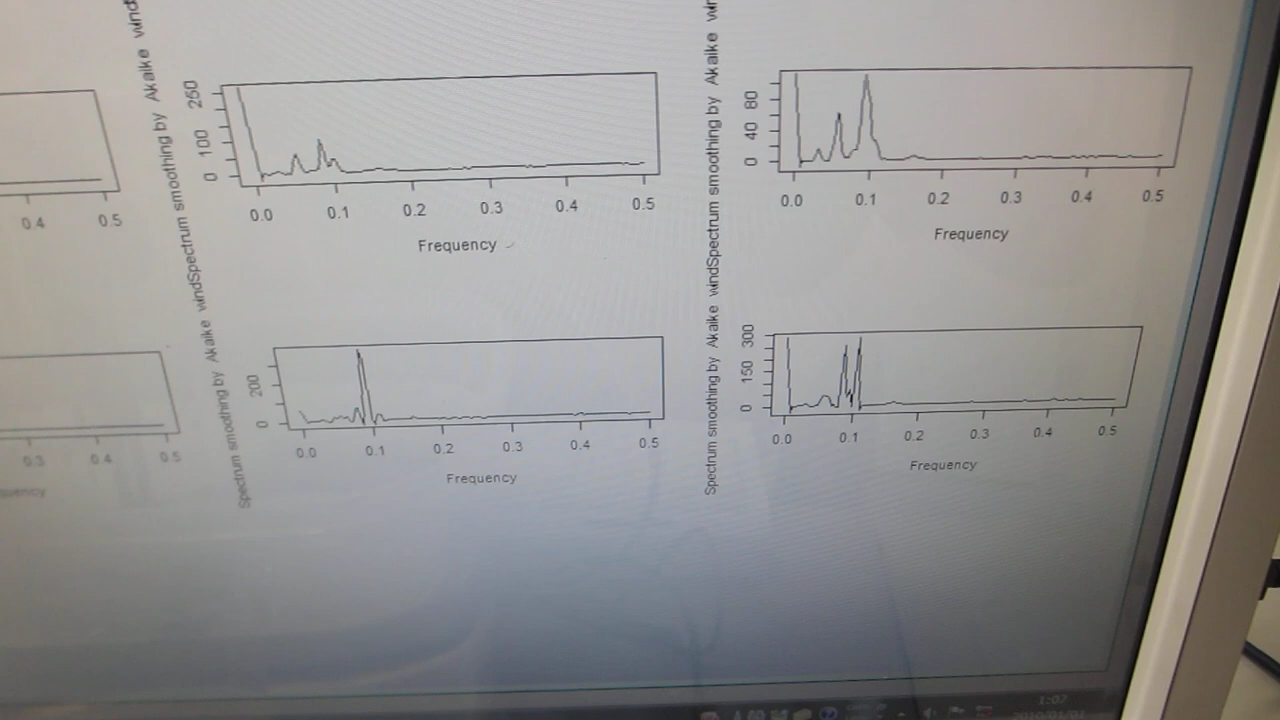 Spectrum smoothing by Akaike wind
250
100
0
0.0 0.1 0.2 0.3 0.4 0.5
Frequency
Spectrum smoothing by Akaike
80
40
0
0.0 0.1 0.2 0.3 0.4 0.5
Frequency
0.4 0.5
Spectrum smoothing by Akaike wind
200
0
0.0 0.1 0.2 0.3 0.4 0.5
Frequency
Spectrum smoothing by Akaike wind
300
150
0
0.0 0.1 0.2 0.3 0.4 0.5
Frequency
0.3 0.4 0.5
1:02